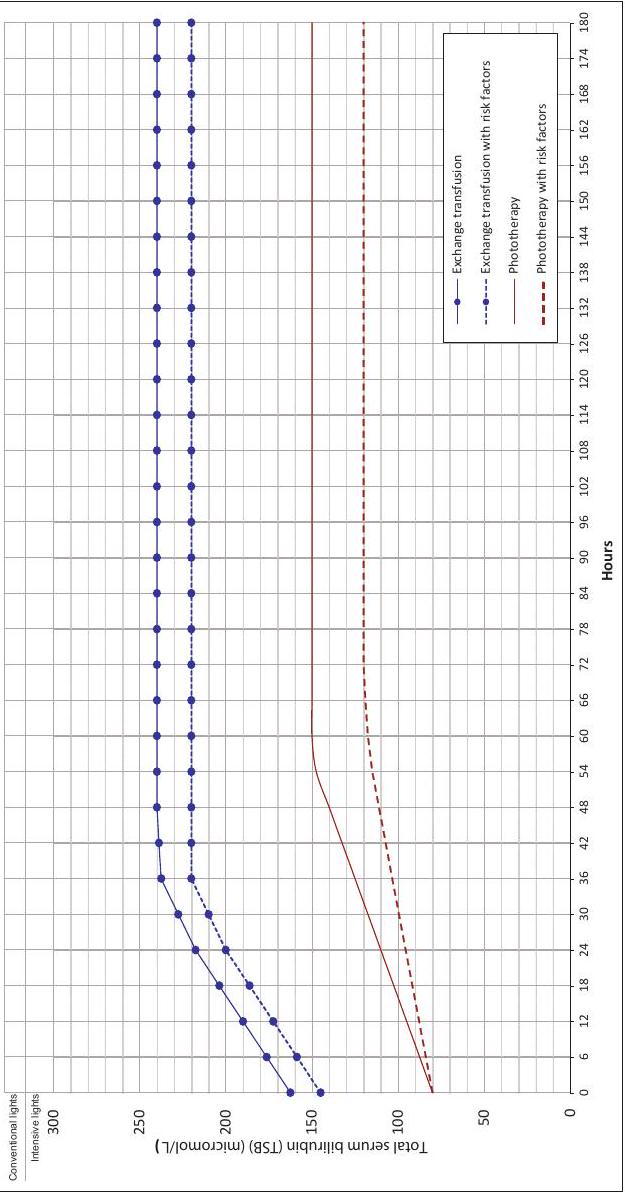 Conventional lights
Intensive lights
Total serum bilirubin (TSB) (micromol/L)
300
250
200
150
100
50
0
0 6 12 18 24 30 36 42 48 54 60 66 72 78 84 90 96 102 108 114 120 126 132 138 144 150 156 162 168 174 180
Hours
Exchange transfusion
Exchange transfusion with risk factors
Phototherapy
Phototherapy with risk factors